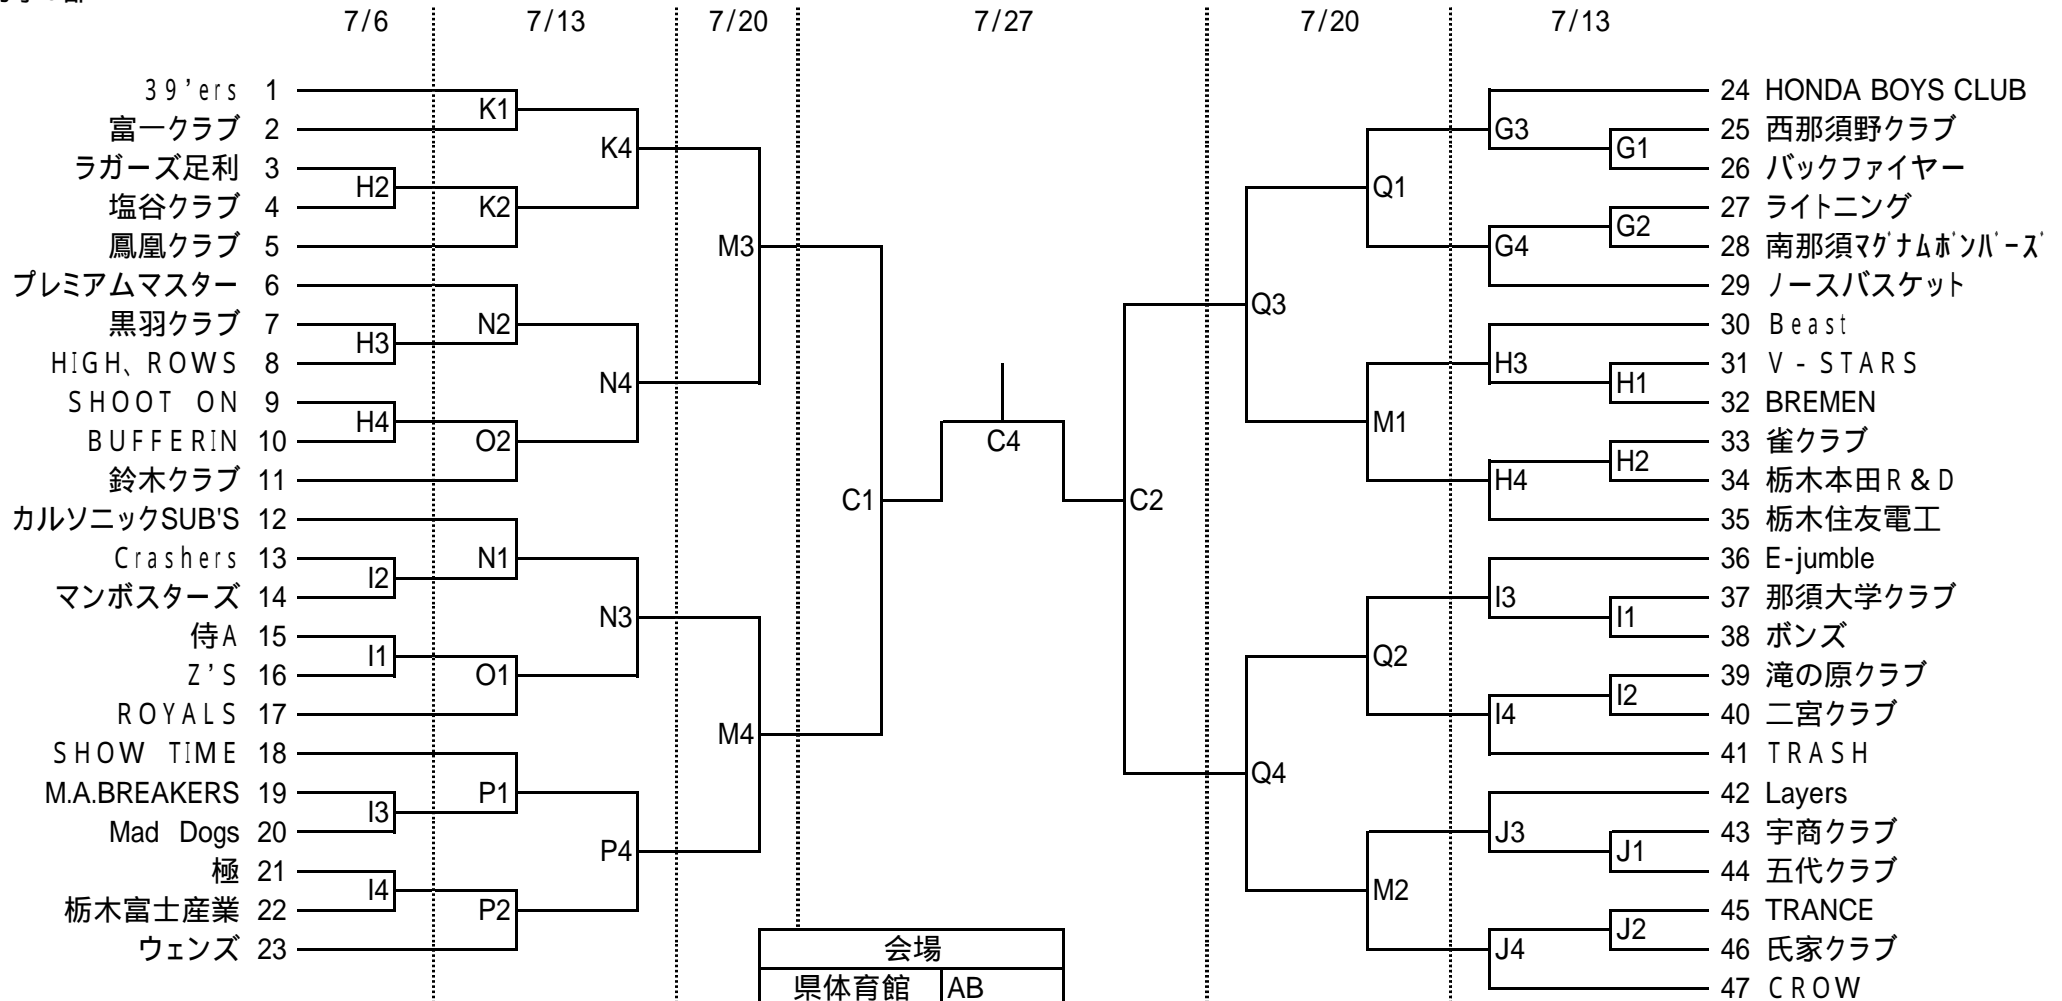 7/6 7/13 7/20 7/27 7/20 7/13
39'ers 1
富一クラブ 2
ラガーズ足利 3
塩谷クラブ 4
鳳凰クラブ 5
プレミアムマスター 6
黒羽クラブ 7
HIGH、ROWS 8
SHOOT ON 9
BUFFERIN 10
鈴木クラブ 11
カルソニックSUB'S 12
Crashers 13
マンボスターズ 14
侍A 15
Z'S 16
ROYALS 17
SHOW TIME 18
M.A.BREAKERS 19
Mad Dogs 20
極 21
栃木富士産業 22
ウェンズ 23
H2
H3
H4
I2
I1
I3
I4
K1
K2
N2
O2
N1
O1
P1
P2
K4
N4
N3
P4
M3
M4
C1
C4
C2
Q3
Q4
Q1
M1
Q2
M2
G3
G4
H3
H4
I3
I4
J3
J4
G1
G2
H1
H2
I1
I2
J1
J2
24 HONDA BOYS CLUB
25 西那須野クラブ
26 バックファイヤー
27 ライトニング
28 南那須ﾏｸﾞﾅﾑﾎﾞﾝﾊﾞｰｽﾞ
29 ノースバスケット
30 Beast
31 V-STARS
32 BREMEN
33 雀クラブ
34 栃木本田R&D
35 栃木住友電工
36 E-jumble
37 那須大学クラブ
38 ボンズ
39 滝の原クラブ
40 二宮クラブ
41 TRASH
42 Layers
43 宇商クラブ
44 五代クラブ
45 TRANCE
46 氏家クラブ
47 CROW
会場
県体育館 AB